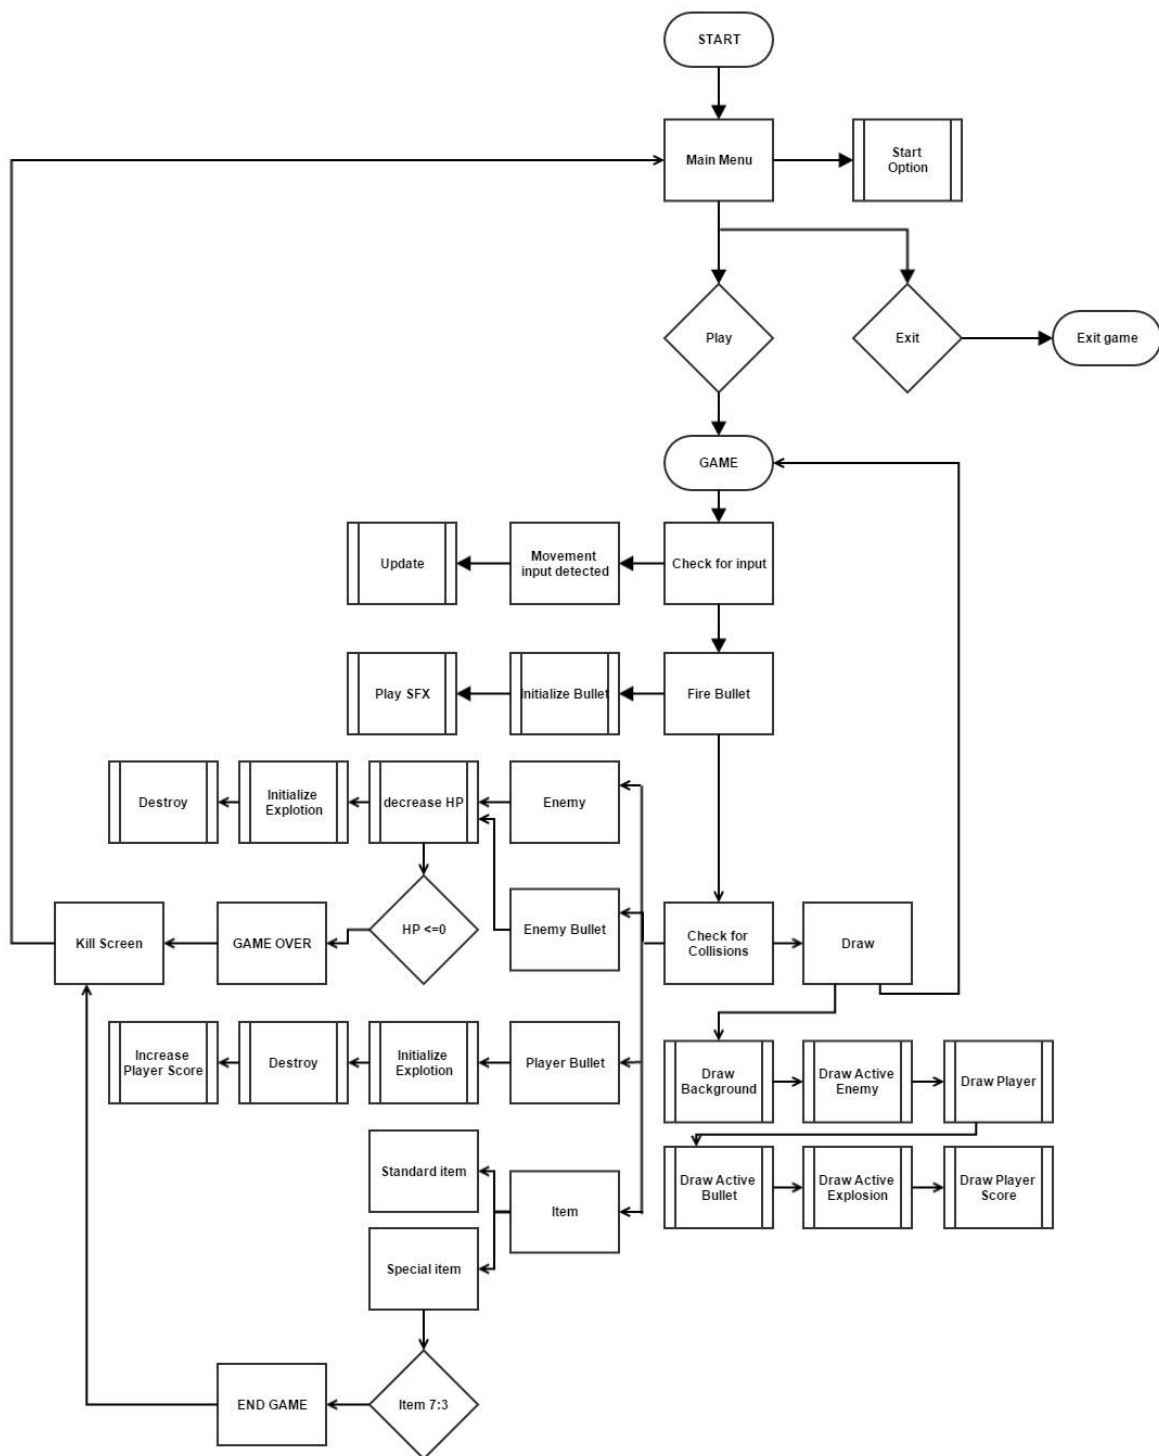 START
Main Menu
Start
Option
Play
Exit
Exit game
GAME
Update
Movement
input detected
Check for input
Play SFX
Initialize Bullet
Fire Bullet
Destroy
Initialize
Explotion
decrease HP
Enemy
Kill Screen
GAME OVER
HP <=0
Enemy Bullet
Check for
Collisions
Draw
Increase
Player Score
Destroy
Initialize
Explotion
Player Bullet
Draw
Background
Draw Active
Enemy
Draw Player
Standard item
Item
Draw Active
Bullet
Draw Active
Explosion
Draw Player
Score
Special item
END GAME
Item 7:3